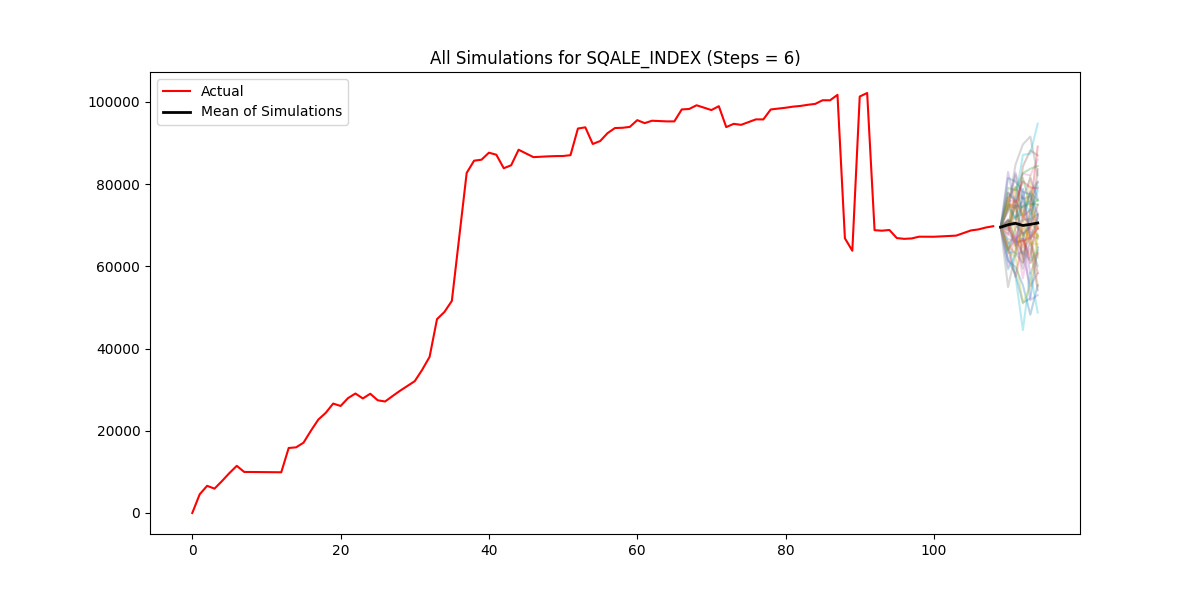 All Simulations for SQALE_INDEX (Steps = 6)
Actual
Mean of Simulations
100000
80000
60000
40000
20000
0
0 20 40 60 80 100